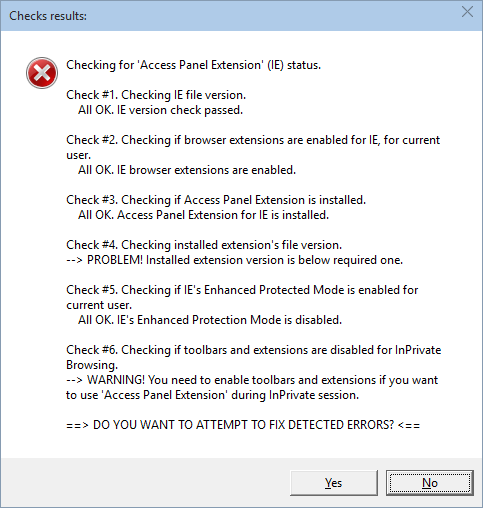 Checks results:
Checking for 'Access Panel Extension' (IE) status.
Check #1. Checking IE file version.
All OK. IE version check passed.
Check #2. Checking if browser extensions are enabled for IE, for current
user.
All OK. IE browser extensions are enabled.
Check #3. Checking if Access Panel Extension is installed.
All OK. Access Panel Extension for IE is installed.
Check #4. Checking installed extension's file version.
--> PROBLEM! Installed extension version is below required one.
Check #5. Checking if IE's Enhanced Protected Mode is enabled for
current user.
All OK. IE's Enhanced Protection Mode is disabled.
Check #6. Checking if toolbars and extensions are disabled for InPrivate
Browsing.
--> WARNING! You need to enable toolbars and extensions if you want
to use 'Access Panel Extension' during InPrivate session.
==> DO YOU WANT TO ATTEMPT TO FIX DETECTED ERRORS? <==
Yes
No